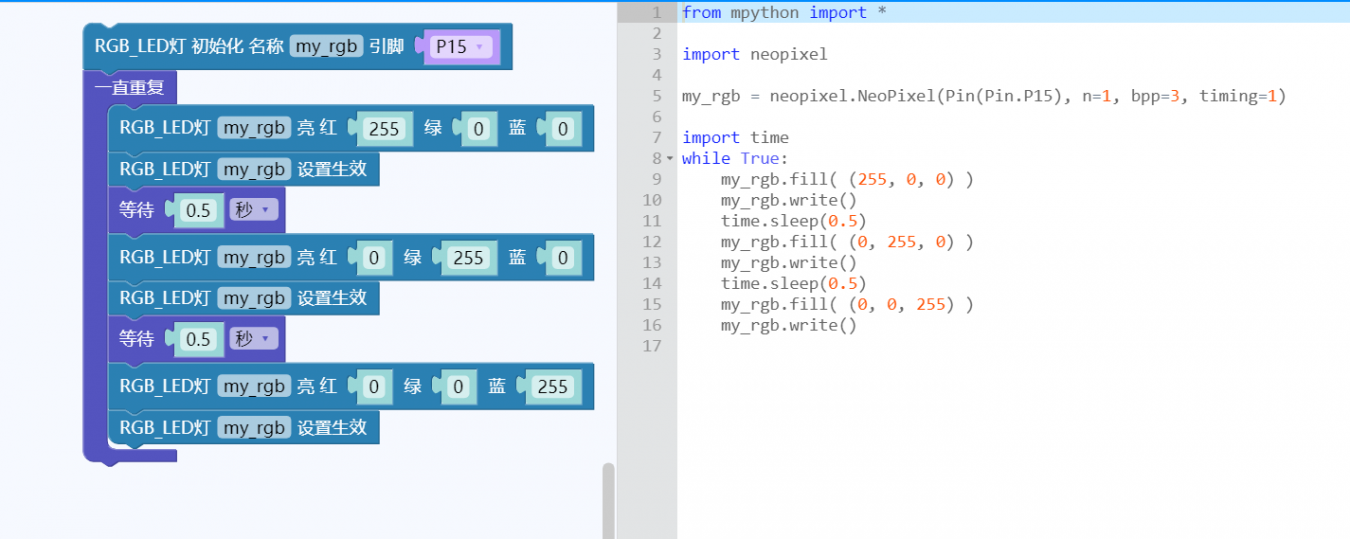 RGB_LED灯 初始化 名称 my_rgb 引脚 P15
一直重复
RGB_LED灯 my_rgb 亮 红 255 绿 0 蓝 0
RGB_LED灯 my_rgb 设置生效
等待 0.5 秒
RGB_LED灯 my_rgb 亮 红 0 绿 255 蓝 0
RGB_LED灯 my_rgb 设置生效
等待 0.5 秒
RGB_LED灯 my_rgb 亮 红 0 绿 0 蓝 255
RGB_LED灯 my_rgb 设置生效
1 from mpython import *
2
3 import neopixel
4
5 my_rgb = neopixel.NeoPixel(Pin(Pin.P15), n=1, bpp=3, timing=1)
6
7 import time
8 while True:
9     my_rgb.fill( (255, 0, 0) )
10     my_rgb.write()
11     time.sleep(0.5)
12     my_rgb.fill( (0, 255, 0) )
13     my_rgb.write()
14     time.sleep(0.5)
15     my_rgb.fill( (0, 0, 255) )
16     my_rgb.write()
17